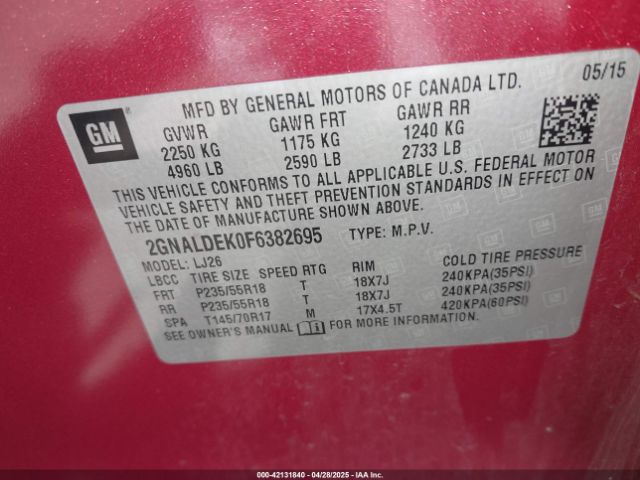 05/15
MFD BY GENERAL MOTORS OF CANADA LTD.
GM ®
GVWR GAWR FRT GAWR RR
2250 KG 1175 KG 1240 KG
4960 LB 2590 LB 2733 LB
THIS VEHICLE CONFORMS TO ALL APPLICABLE U.S. FEDERAL MOTOR
VEHICLE SAFETY AND THEFT PREVENTION STANDARDS IN EFFECT ON
THE DATE OF MANUFACTURE SHOWN ABOVE.
2GNALDEK0F6382695 TYPE: M.P.V.
MODEL: LJ26
LBCC TIRE SIZE SPEED RTG RIM COLD TIRE PRESSURE
FRT P235/55R18 T 18X7J 240KPA(35PSI)
RR P235/55R18 T 18X7J 240KPA(35PSI)
SPA T145/70R17 M 17X4.5T 420KPA(60PSI)
SEE OWNER'S MANUAL FOR MORE INFORMATION.
000-42131840 | 04/28/2025 | IAA Inc.